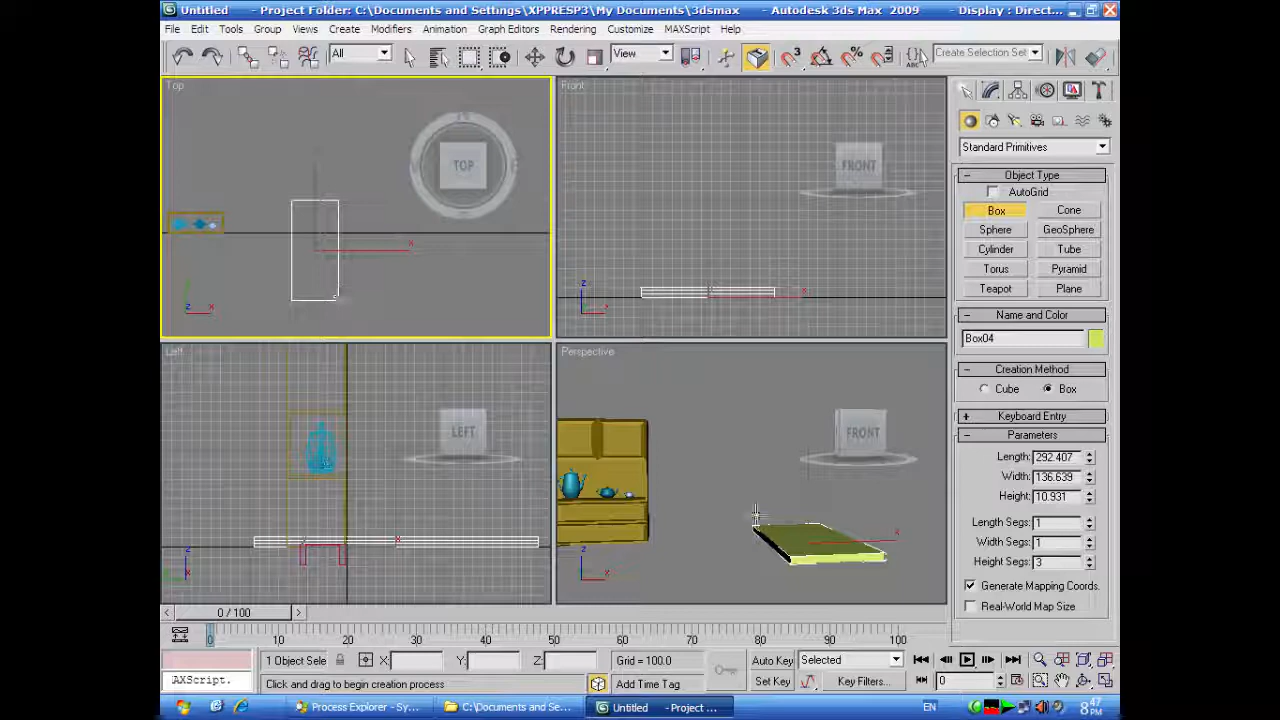 Untitled - Project Folder: C:\Documents and Settings\XPPRESP3\My Documents\3dsmax - Autodesk 3ds Max 2009 - Display : Direct...
File Edit Tools Group Views Create Modifiers Animation Graph Editors Rendering Customize MAXScript Help
All View Create Selection Set
Top
TOP
x
z x
Front
FRONT
z
x
Left
LEFT
z
x
Perspective
FRONT
x
z
x
Standard Primitives
Object Type
AutoGrid
Box Cone
Sphere GeoSphere
Cylinder Tube
Torus Pyramid
Teapot Plane
Name and Color
Box04
Creation Method
Cube Box
Keyboard Entry
Parameters
Length: 292.407
Width: 136.639
Height: 10.931
Length Segs: 1
Width Segs: 1
Height Segs: 3
Generate Mapping Coords.
Real-World Map Size
0 / 100
0 10 20 30 40 50 60 70 80 90 100
1 Object Sele X: Y: Z: Grid = 100.0 Auto Key Selected
AXScript. Click and drag to begin creation process Add Time Tag Set Key Key Filters... 0
Process Explorer - Sy... C:\Documents and Se... Untitled - Project ... EN 8:47 PM